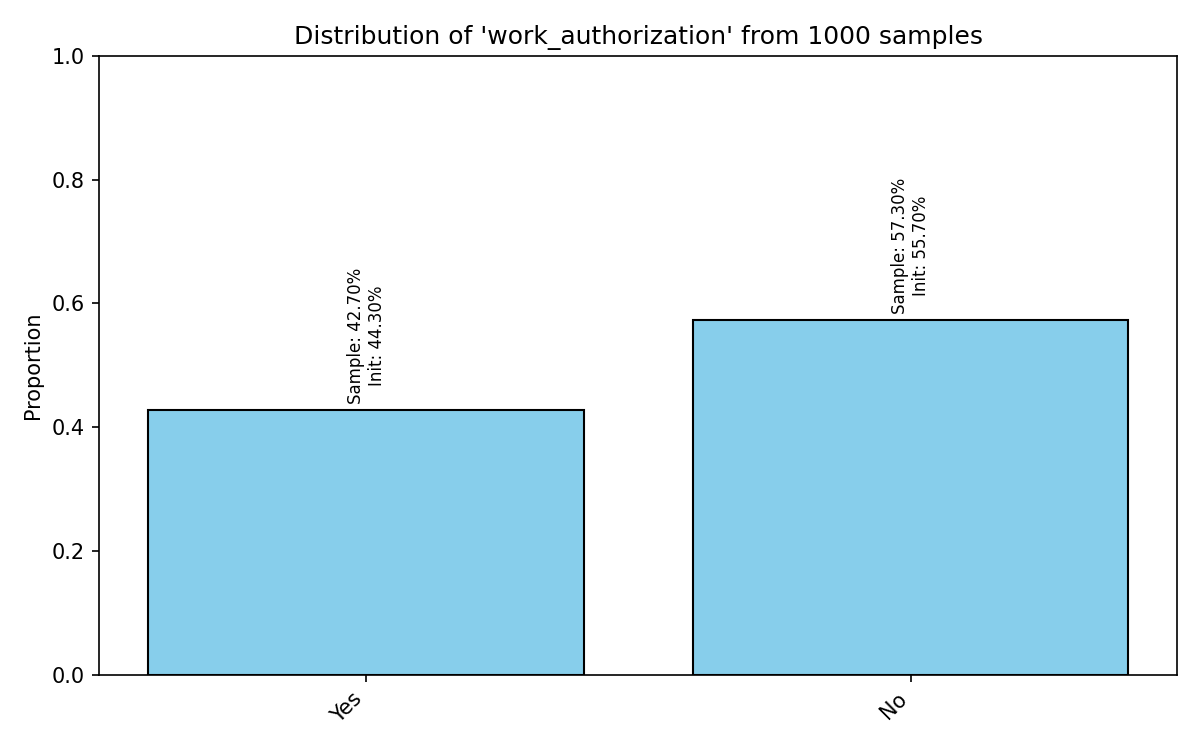 Distribution of 'work_authorization' from 1000 samples
Proportion
1.0
0.8
0.6
0.4
0.2
0.0
Sample: 42.70%
Init: 44.30%
Sample: 57.30%
Init: 55.70%
Yes
No